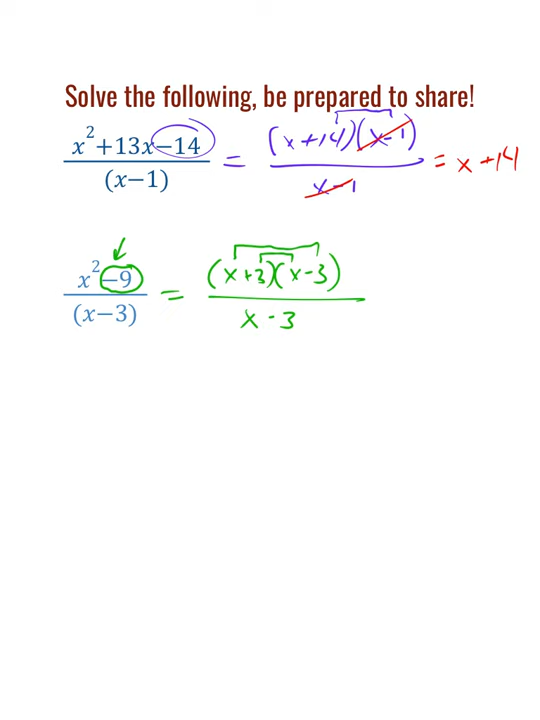 Solve the following, be prepared to share!
(x²+13x−14)/(x−1) = (x+14)(x-1)/(x-1) = x+14
(x²−9)/(x−3) = (x+3)(x-3)/(x-3)